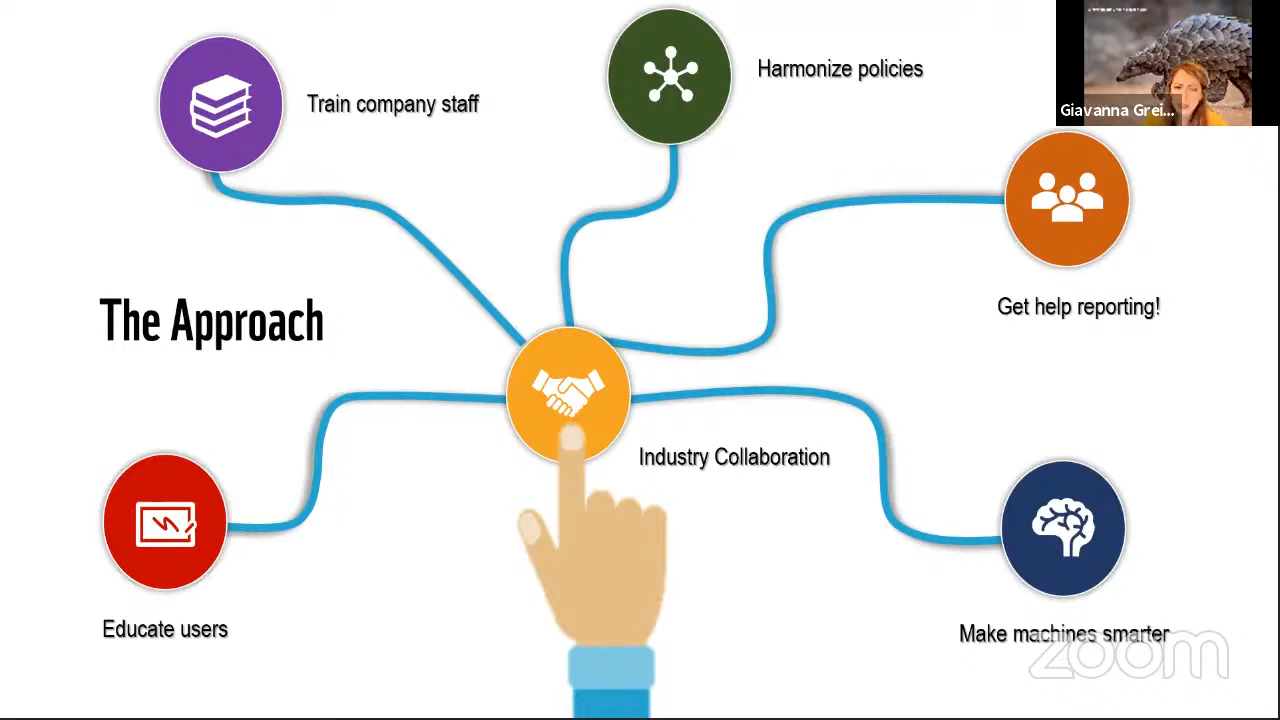 Train company staff
Harmonize policies
Giavanna Grei...
Get help reporting!
The Approach
Industry Collaboration
Educate users
Make machines smarter
zoom